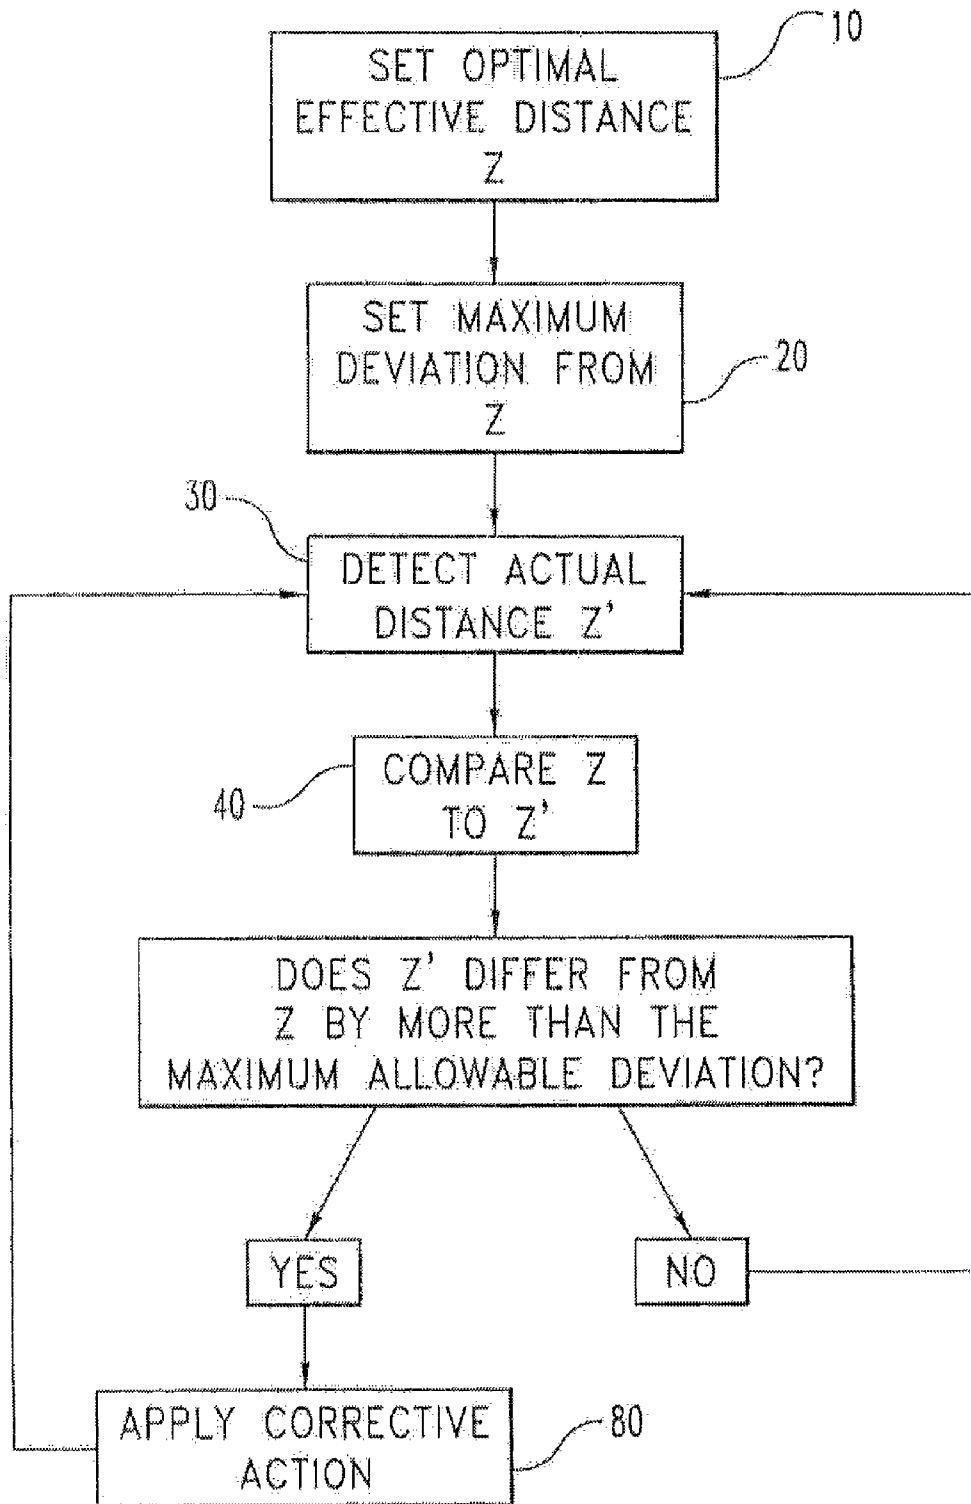 10
SET OPTIMAL
EFFECTIVE DISTANCE
Z
SET MAXIMUM
DEVIATION FROM
Z
20
30
DETECT ACTUAL
DISTANCE Z'
40
COMPARE Z
TO Z'
DOES Z' DIFFER FROM
Z BY MORE THAN THE
MAXIMUM ALLOWABLE DEVIATION?
YES
NO
APPLY CORRECTIVE
ACTION
80